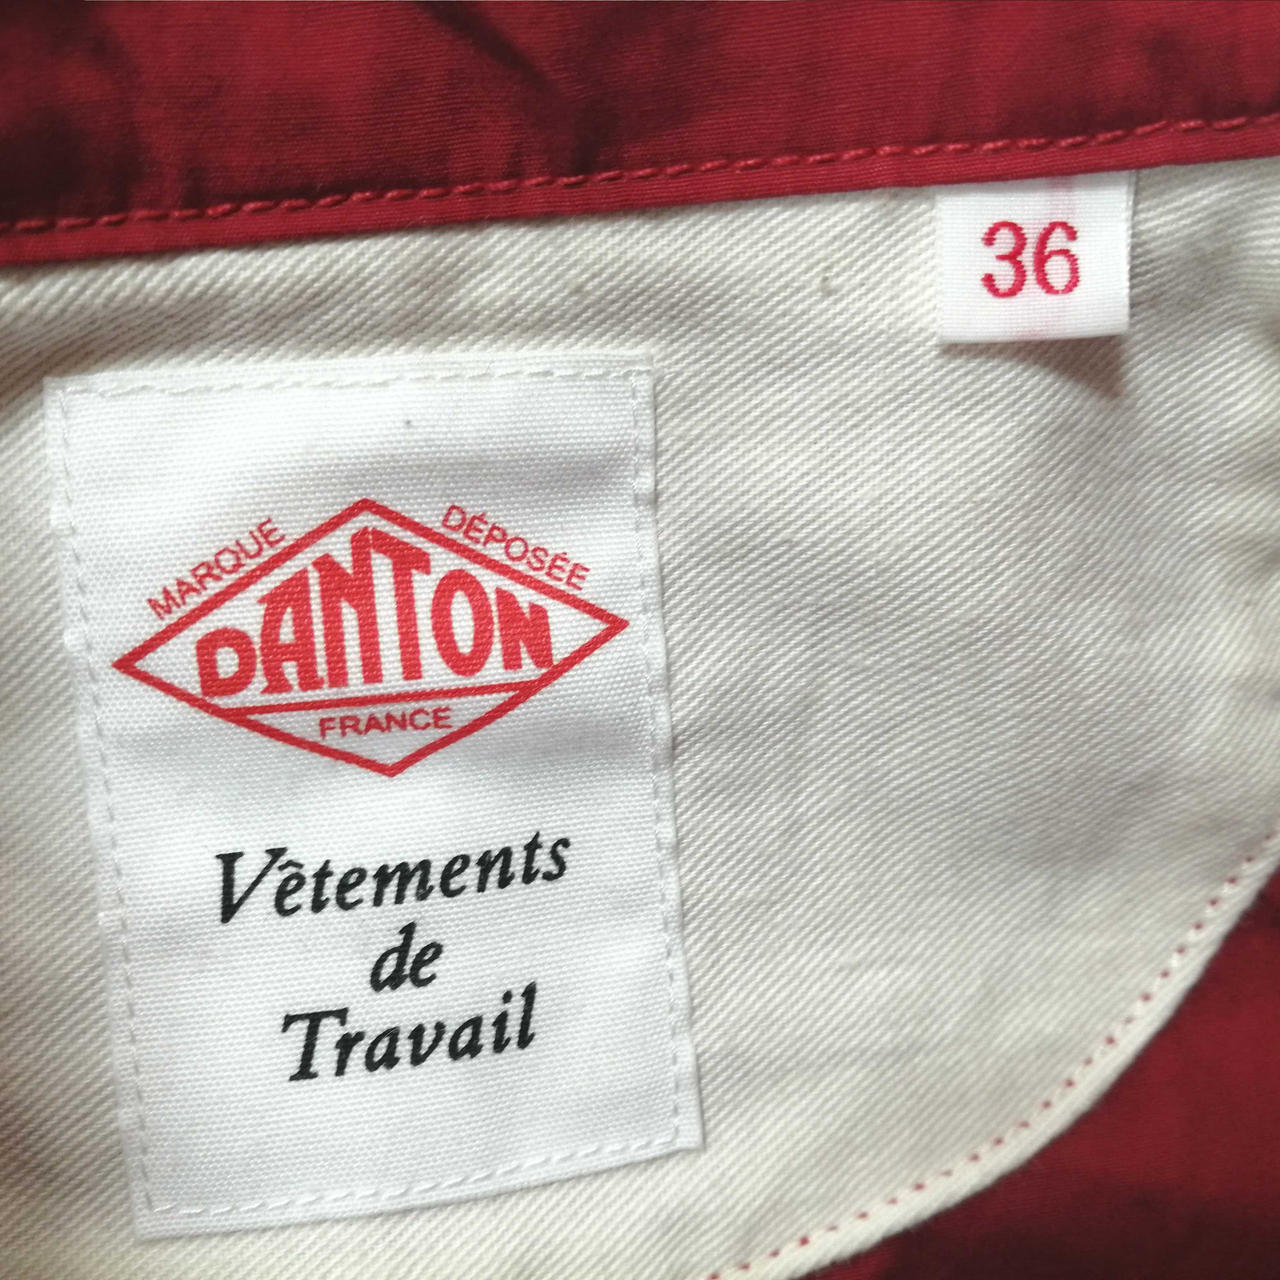 36
MARQUE DÉPOSÉE
DANTON
FRANCE
Vêtements
de
Travail